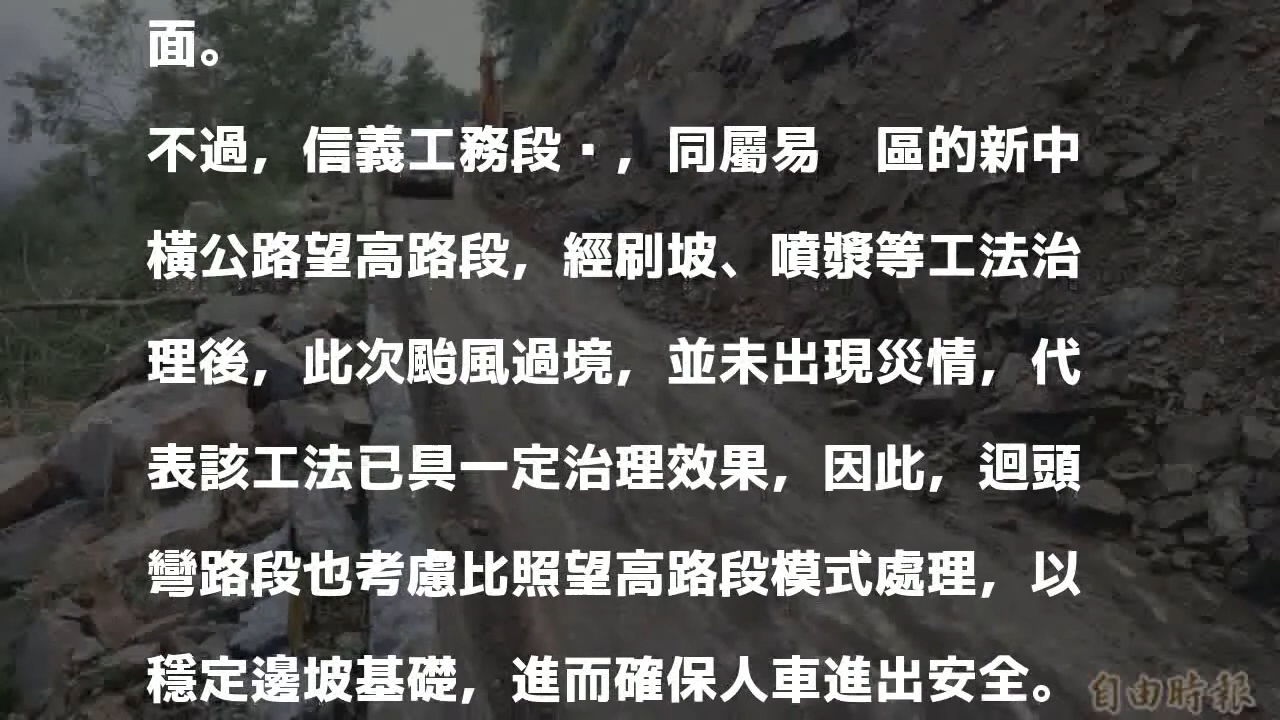 面。
不過，信義工務段▪，同屬易　區的新中
橫公路望高路段，經刷坡、噴漿等工法治
理後，此次颱風過境，並未出現災情，代
表該工法已具一定治理效果，因此，迴頭
彎路段也考慮比照望高路段模式處理，以
穩定邊坡基礎，進而確保人車進出安全。
自由時報